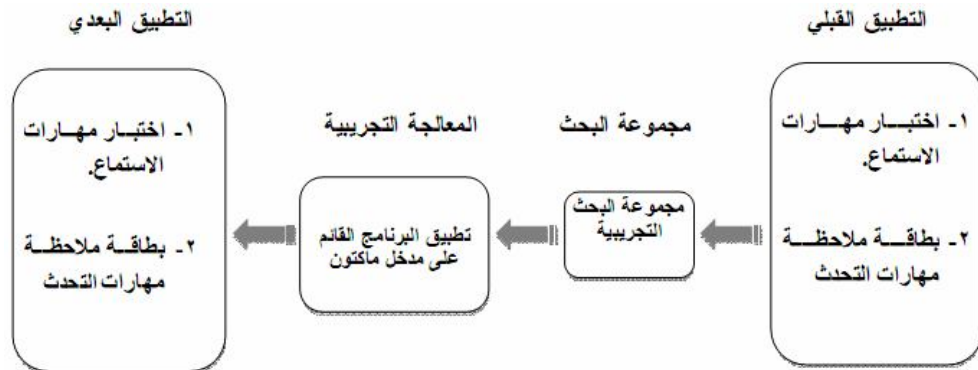 التطبيق القبلي
١- اختبار مهارات
الاستماع.
٢- بطاقة ملاحظة
مهارات التحدث
مجموعة البحث
مجموعة البحث
التجريبية
المعالجة التجريبية
تطبيق البرنامج القائم
على مدخل ماكتون
التطبيق البعدي
١- اختبار مهارات
الاستماع.
٢- بطاقة ملاحظة
مهارات التحدث